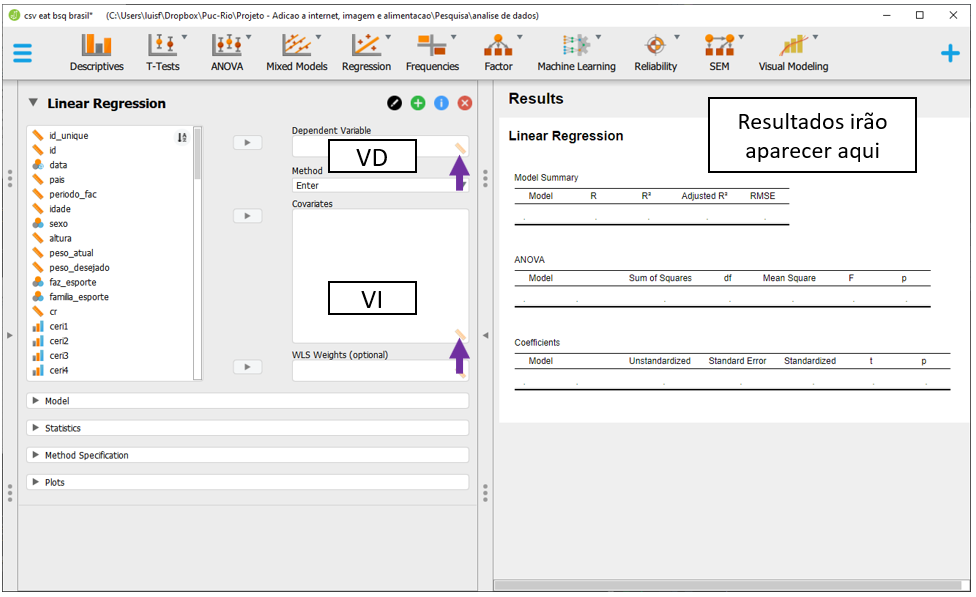 csv eat bsq brasil* (C:\Users\luisf\Dropbox\Puc-Rio\Projeto - Adicao a internet, imagem e alimentacao\Pesquisa\analise de dados)
Descriptives T-Tests ANOVA Mixed Models Regression Frequencies Factor Machine Learning Reliability SEM Visual Modeling
Linear Regression
id_unique
id
data
pais
periodo_fac
idade
sexo
altura
peso_atual
peso_desejado
faz_esporte
familia_esporte
cr
ceri1
ceri2
ceri3
ceri4
Dependent Variable
VD
Method
Enter
Covariates
VI
WLS Weights (optional)
Model
Statistics
Method Specification
Plots
Results
Resultados irão
aparecer aqui
Linear Regression
Model Summary
Model R R² Adjusted R² RMSE
ANOVA
Model Sum of Squares df Mean Square F p
Coefficients
Model Unstandardized Standard Error Standardized t p